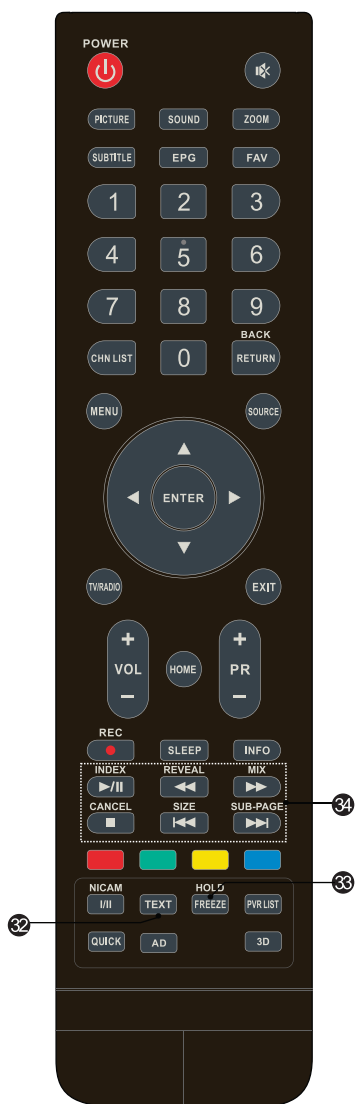 POWER
PICTURE SOUND ZOOM
SUBTITLE EPG FAV
1 2 3
4 5 6
7 8 9
BACK
CHN LIST 0 RETURN
MENU SOURCE
ENTER
TV/RADIO EXIT
+ +
VOL HOME PR
– –
REC
SLEEP INFO
INDEX REVEAL MIX
CANCEL SIZE SUB-PAGE
34
33
NICAM HOLD
I/II TEXT FREEZE PVR LIST
32
QUICK AD 3D